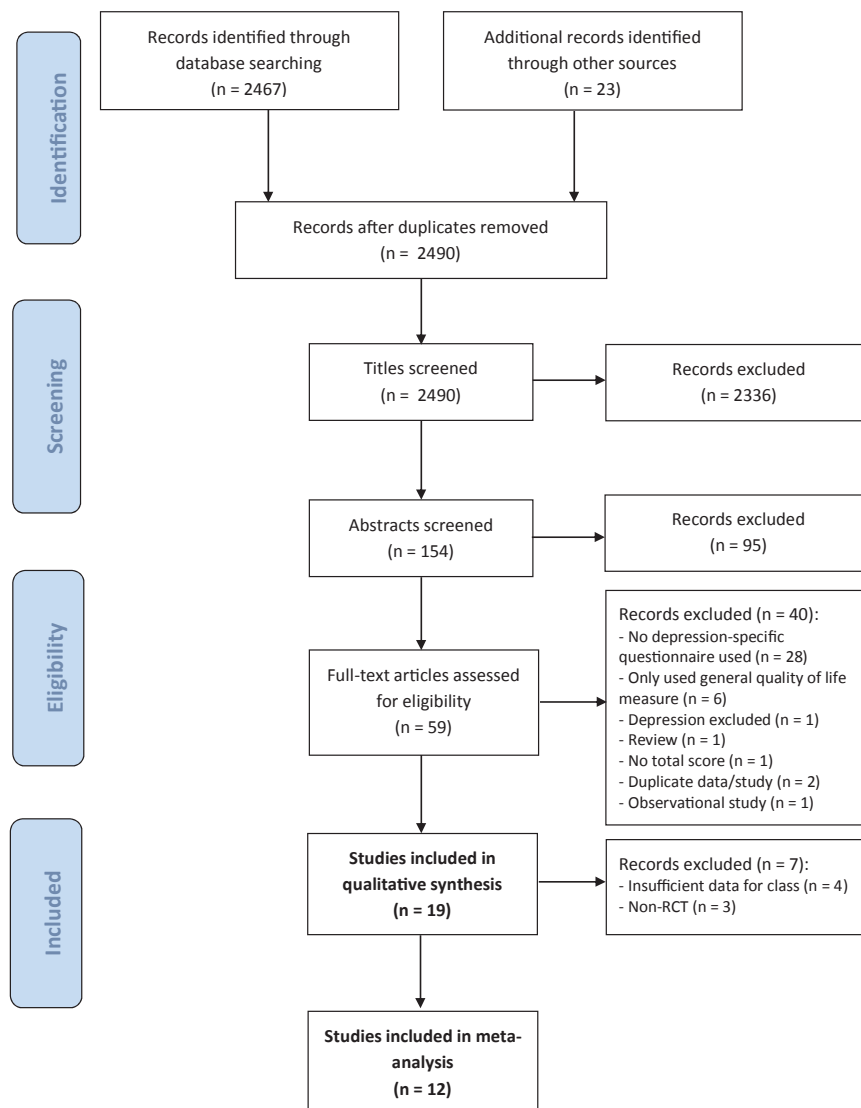 Identification
Records identified through
database searching
(n = 2467)
Additional records identified
through other sources
(n = 23)
Records after duplicates removed
(n = 2490)
Screening
Titles screened
(n = 2490)
Records excluded
(n = 2336)
Abstracts screened
(n = 154)
Records excluded
(n = 95)
Eligibility
Full-text articles assessed
for eligibility
(n = 59)
Records excluded (n = 40):
- No depression-specific
questionnaire used (n = 28)
- Only used general quality of life
measure (n = 6)
- Depression excluded (n = 1)
- Review (n = 1)
- No total score (n = 1)
- Duplicate data/study (n = 2)
- Observational study (n = 1)
Included
Studies included in
qualitative synthesis
(n = 19)
Records excluded (n = 7):
- Insufficient data for class (n = 4)
- Non-RCT (n = 3)
Studies included in meta-
analysis
(n = 12)